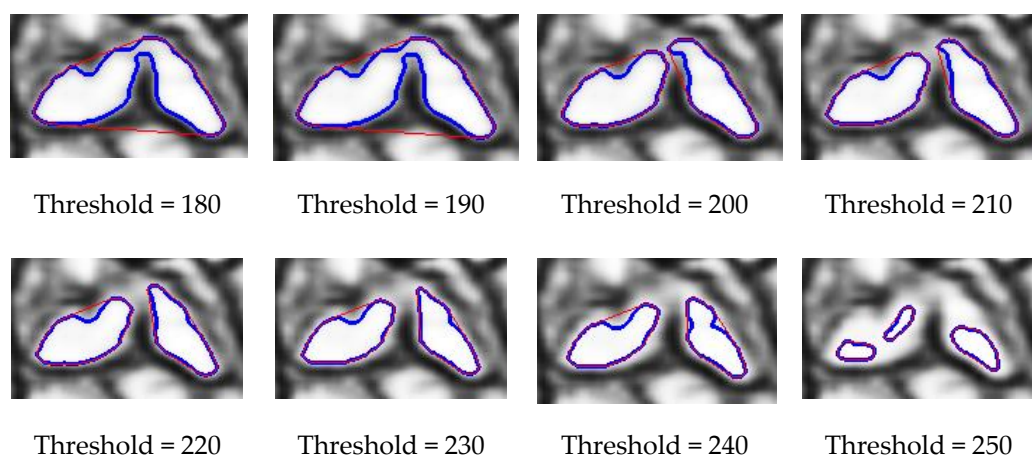 Threshold = 180 Threshold = 190 Threshold = 200 Threshold = 210
Threshold = 220 Threshold = 230 Threshold = 240 Threshold = 250